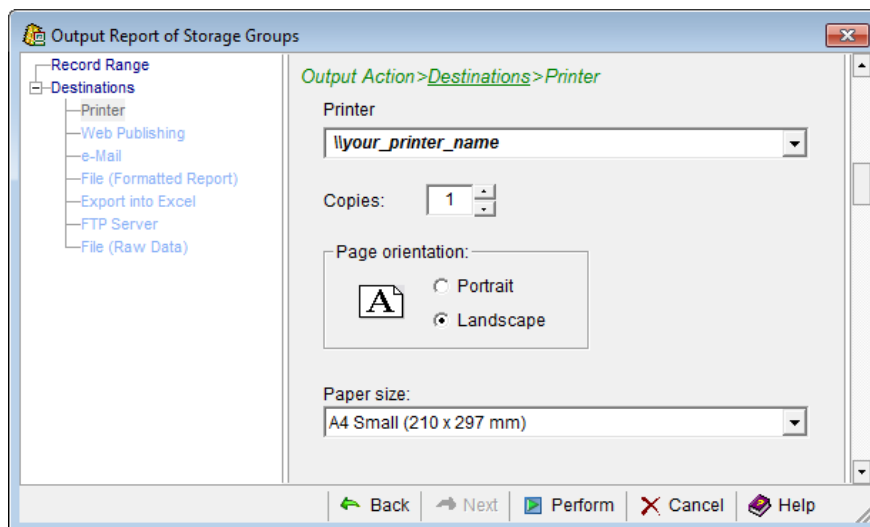 Output Report of Storage Groups
Record Range
Destinations
Printer
Web Publishing
e-Mail
File (Formatted Report)
Export into Excel
FTP Server
File (Raw Data)
Output Action>Destinations>Printer
Printer
\\your_printer_name
Copies: 1
Page orientation:
A
Portrait
Landscape
Paper size:
A4 Small (210 x 297 mm)
Back Next Perform Cancel Help